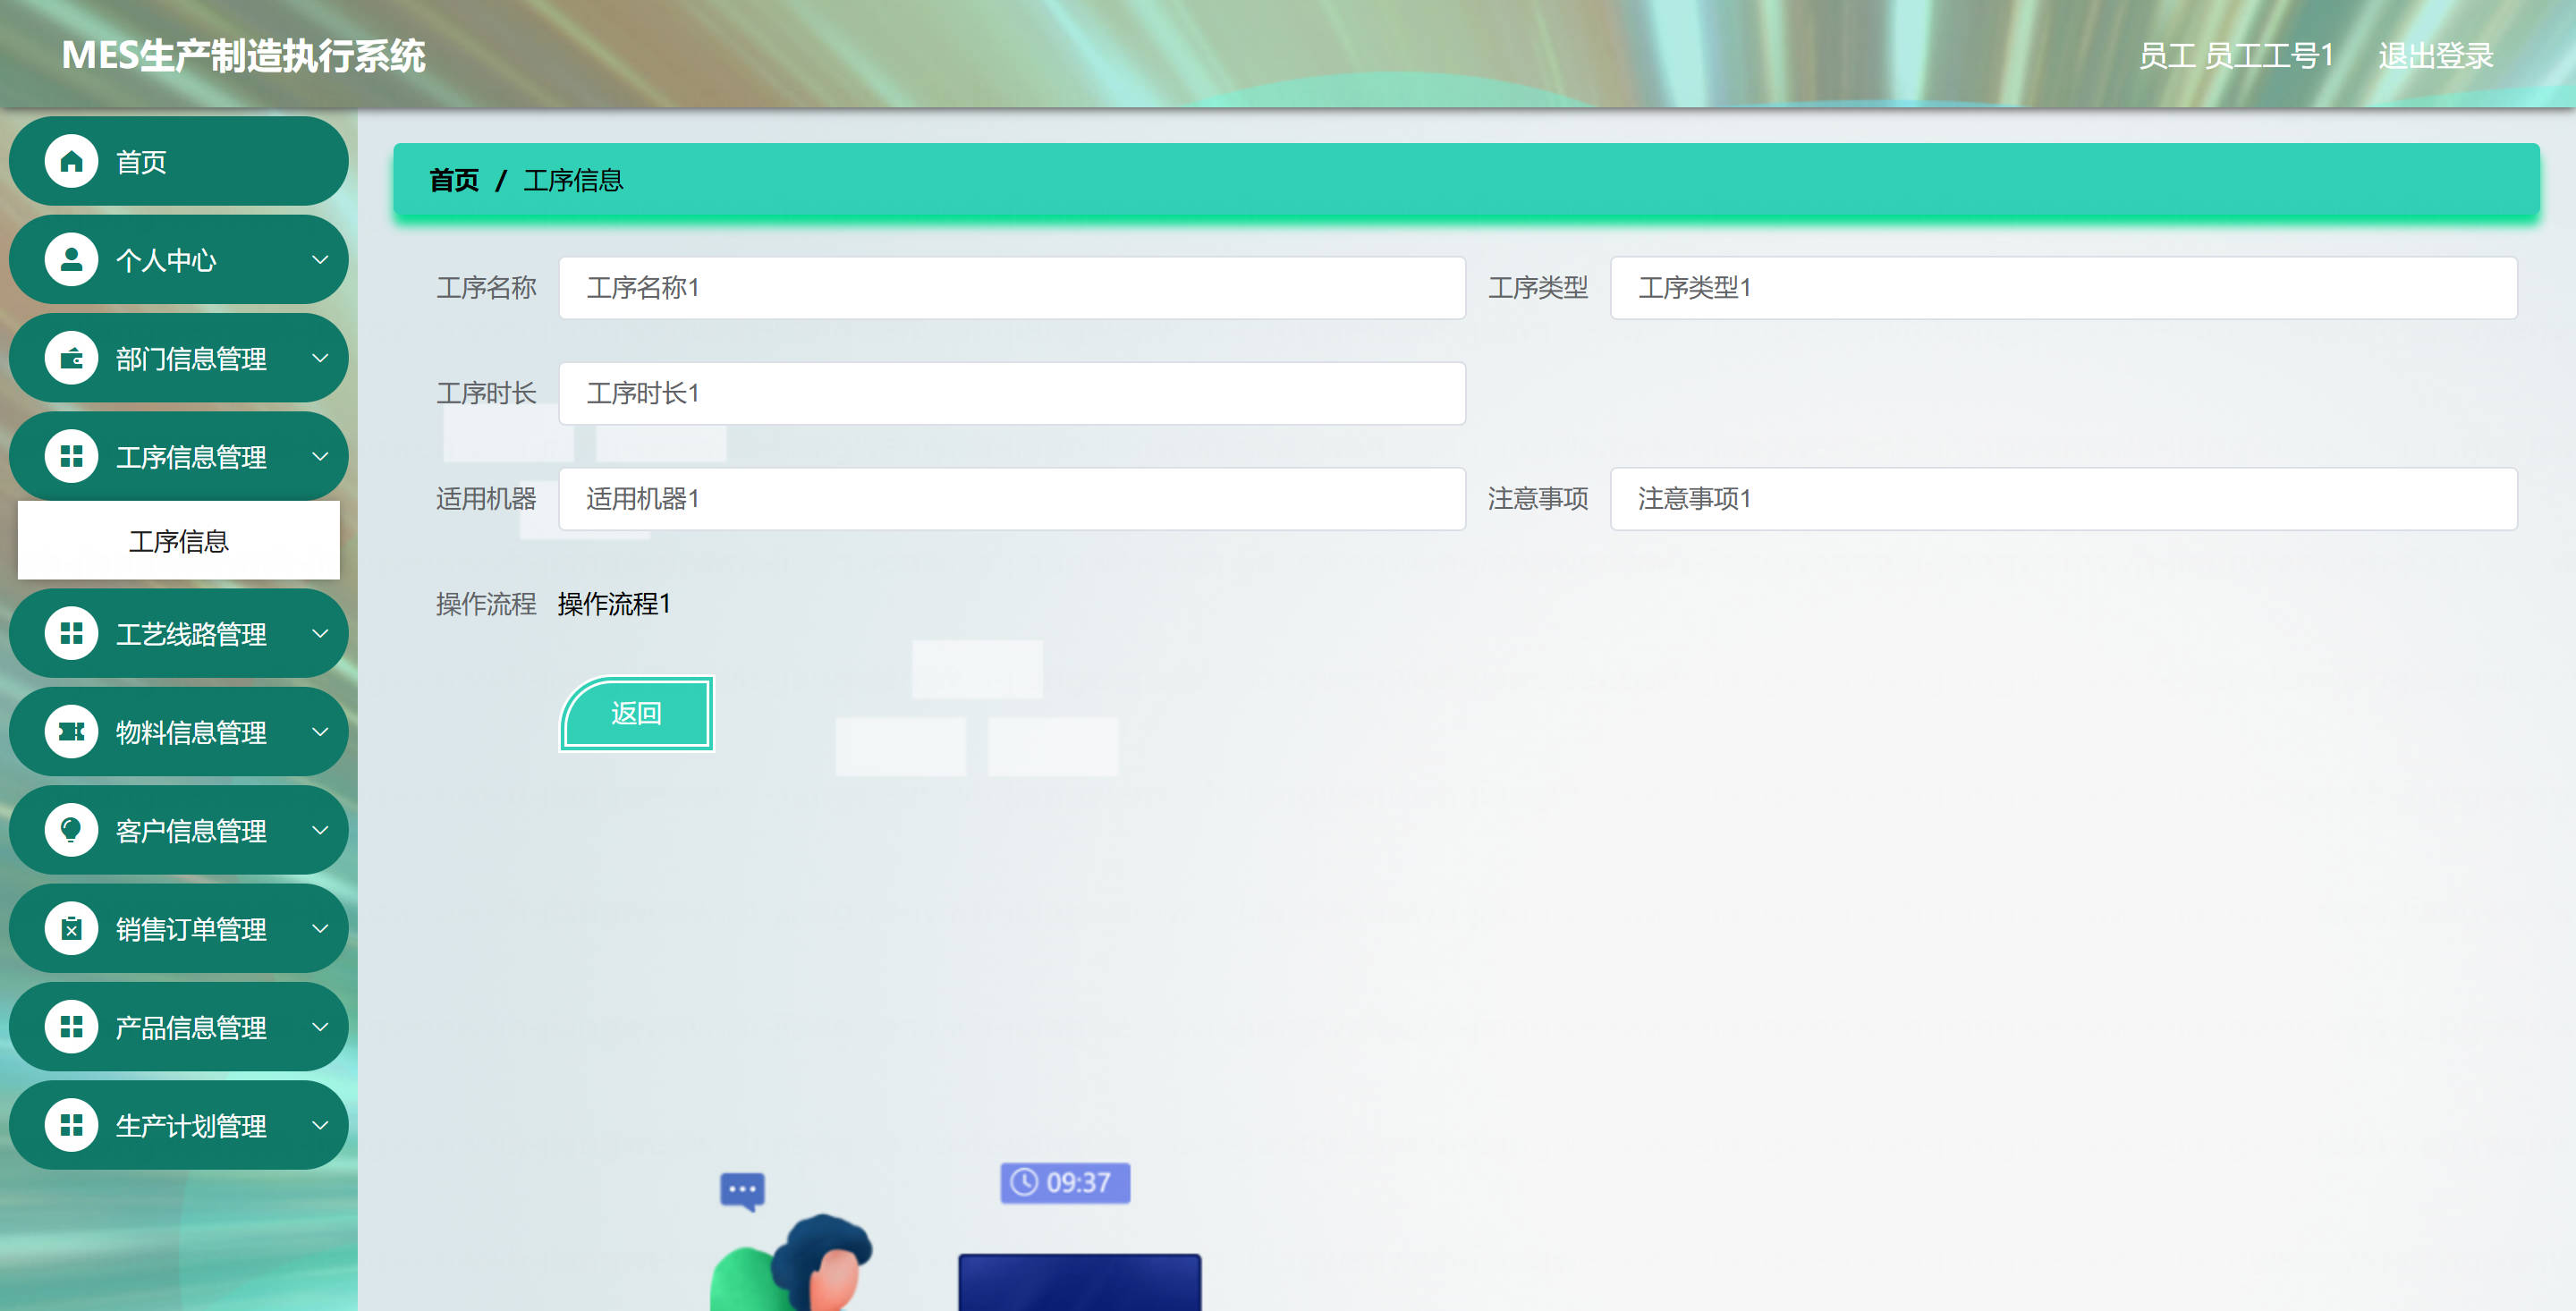 MES生产制造执行系统
员工 员工工号1 退出登录
首页
个人中心
部门信息管理
工序信息管理
工序信息
工艺线路管理
物料信息管理
客户信息管理
销售订单管理
产品信息管理
生产计划管理
首页 / 工序信息
工序名称 工序名称1 工序类型 工序类型1
工序时长 工序时长1
适用机器 适用机器1 注意事项 注意事项1
操作流程 操作流程1
返回
09:37